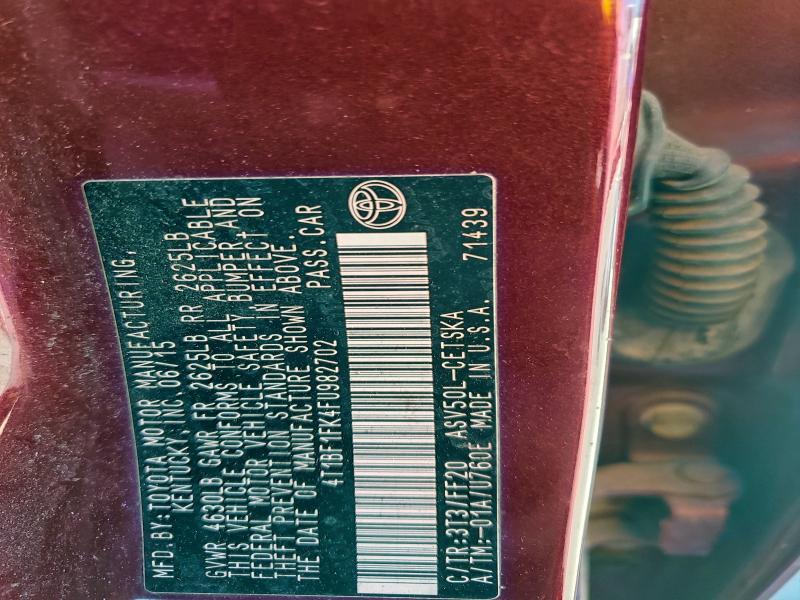 MFD. BY: TOYOTA MOTOR MANUFACTURING,
KENTUCKY, INC. 06/15
GVWR 4630LB GAWR FR 2625LB RR 2625LB
THIS VEHICLE CONFORMS TO ALL APPLICABLE
FEDERAL MOTOR VEHICLE SAFETY BUMPER AND
THEFT PREVENTION STANDARDS IN EFFECT ON
THE DATE OF MANUFACTURE SHOWN ABOVE.
4T1BF1EK4FU982702 PASS.CAR
C/TR:3T3/FF20 ASV50L-CETSKA
A/TM:-01A/U760E MADE IN U.S.A. 71439